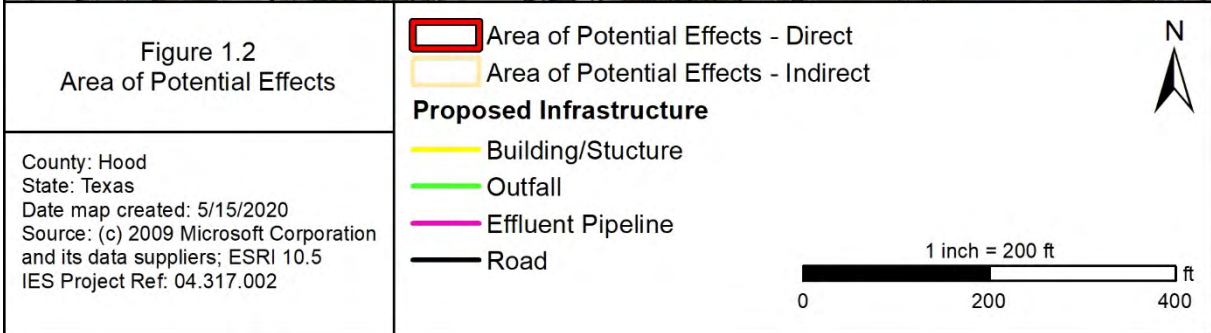 Figure 1.2
Area of Potential Effects
County: Hood
State: Texas
Date map created: 5/15/2020
Source: (c) 2009 Microsoft Corporation
and its data suppliers; ESRI 10.5
IES Project Ref: 04.317.002
Area of Potential Effects - Direct
Area of Potential Effects - Indirect
Proposed Infrastructure
Building/Stucture
Outfall
Effluent Pipeline
Road
N
1 inch = 200 ft
ft
0 200 400